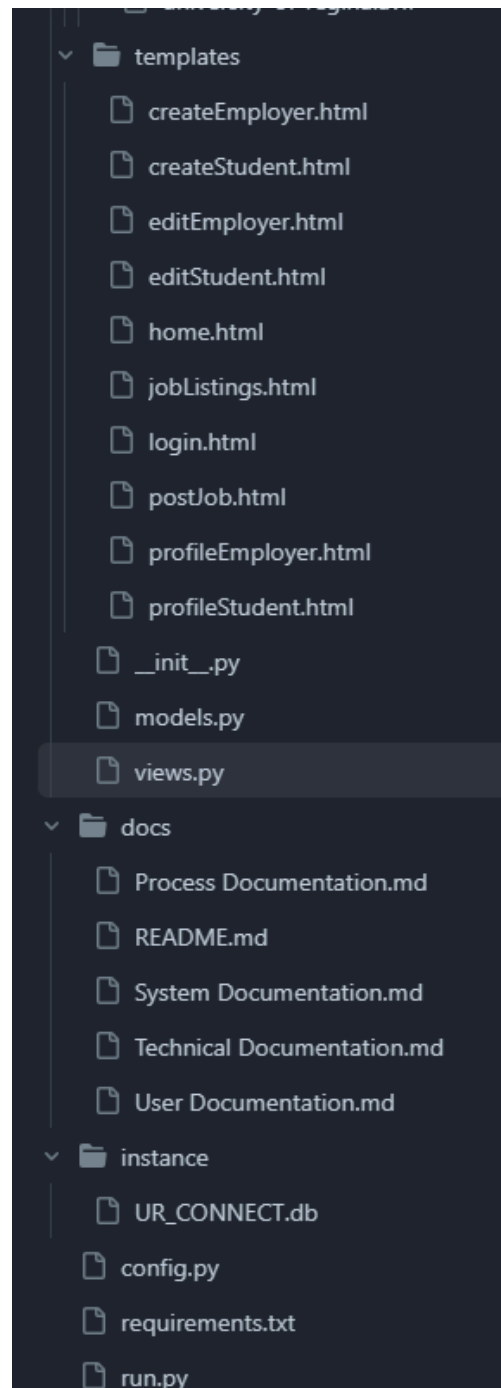 templates
createEmployer.html
createStudent.html
editEmployer.html
editStudent.html
home.html
jobListings.html
login.html
postJob.html
profileEmployer.html
profileStudent.html
__init__.py
models.py
views.py
docs
Process Documentation.md
README.md
System Documentation.md
Technical Documentation.md
User Documentation.md
instance
UR_CONNECT.db
config.py
requirements.txt
run.py